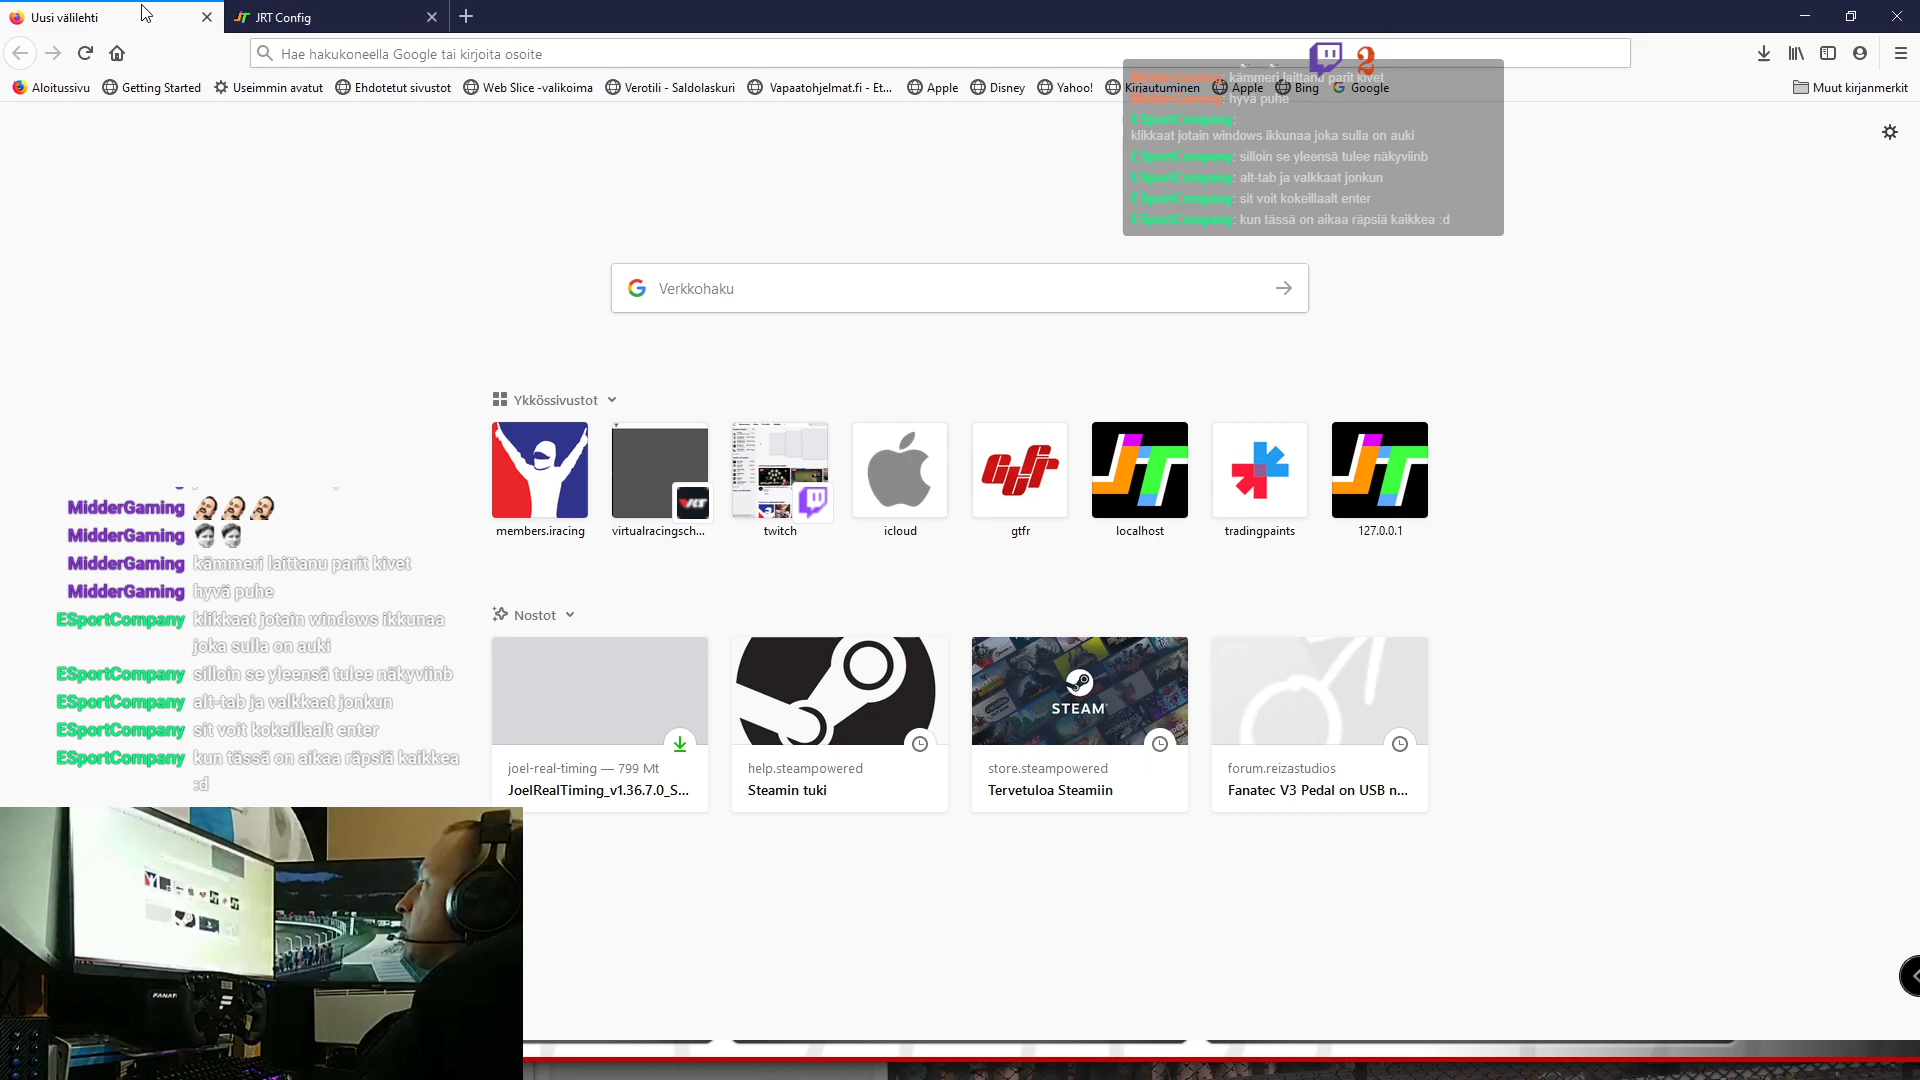 Uusi välilehti
JRT Config
Hae hakukoneella Google tai kirjoita osoite
Aloitussivu
Getting Started
Useimmin avatut
Ehdotetut sivustot
Web Slice -valikoima
Verotili - Saldolaskuri
Vapaatohjelmat.fi - Et...
Apple
Disney
Yahoo!
Kirjautuminen
Apple
Bing
Google
Muut kirjanmerkit
2
MidderGaming: kämmeri laittanu parit kivet
MidderGaming: hyvä puhe
ESportCompany:
klikkaat jotain windows ikkunaa joka sulla on auki
ESportCompany: silloin se yleensä tulee näkyviinb
ESportCompany: alt-tab ja valkkaat jonkun
ESportCompany: sit voit kokeillaalt enter
ESportCompany: kun tässä on aikaa räpsiä kaikkea :d
Verkkohaku
Ykkössivustot
members.iracing
virtualracingsch...
twitch
icloud
gtfr
localhost
tradingpaints
127.0.0.1
MidderGaming
MidderGaming
MidderGaming kämmeri laittanu parit kivet
MidderGaming hyvä puhe
ESportCompany klikkaat jotain windows ikkunaa
joka sulla on auki
ESportCompany silloin se yleensä tulee näkyviinb
ESportCompany alt-tab ja valkkaat jonkun
ESportCompany sit voit kokeillaalt enter
ESportCompany kun tässä on aikaa räpsiä kaikkea
:d
Nostot
STEAM
joel-real-timing — 799 Mt
JoelRealTiming_v1.36.7.0_S...
help.steampowered
Steamin tuki
store.steampowered
Tervetuloa Steamiin
forum.reizastudios
Fanatec V3 Pedal on USB n...